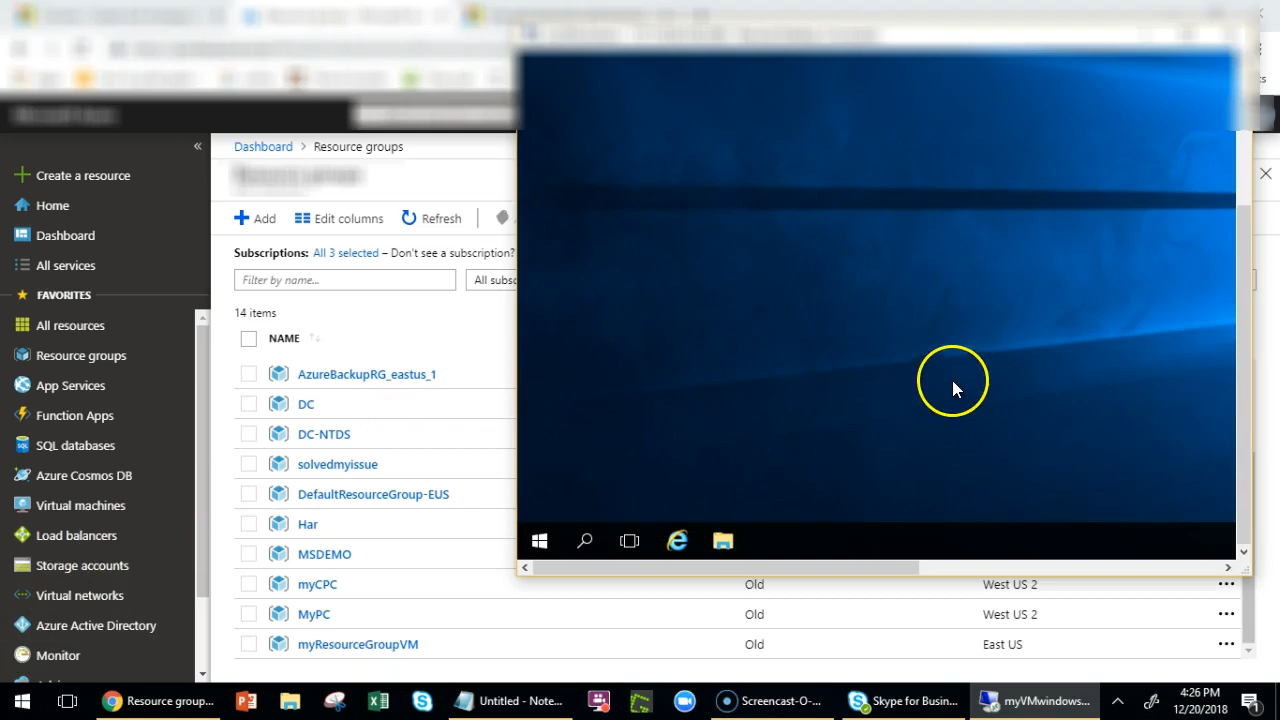 «
Dashboard > Resource groups
Create a resource
Home
Dashboard
All services
FAVORITES
All resources
Resource groups
App Services
Function Apps
SQL databases
Azure Cosmos DB
Virtual machines
Load balancers
Storage accounts
Virtual networks
Azure Active Directory
Monitor
Add
Edit columns
Refresh
Subscriptions: All 3 selected – Don't see a subscription?
Filter by name...
All subsc
14 items
NAME
AzureBackupRG_eastus_1
DC
DC-NTDS
solvedmyissue
DefaultResourceGroup-EUS
Har
MSDEMO
myCPC Old West US 2
MyPC Old West US 2
myResourceGroupVM Old East US
Resource group...
Untitled - Note...
Screencast-O-...
Skype for Busin...
myVMwindows...
4:26 PM
12/20/2018